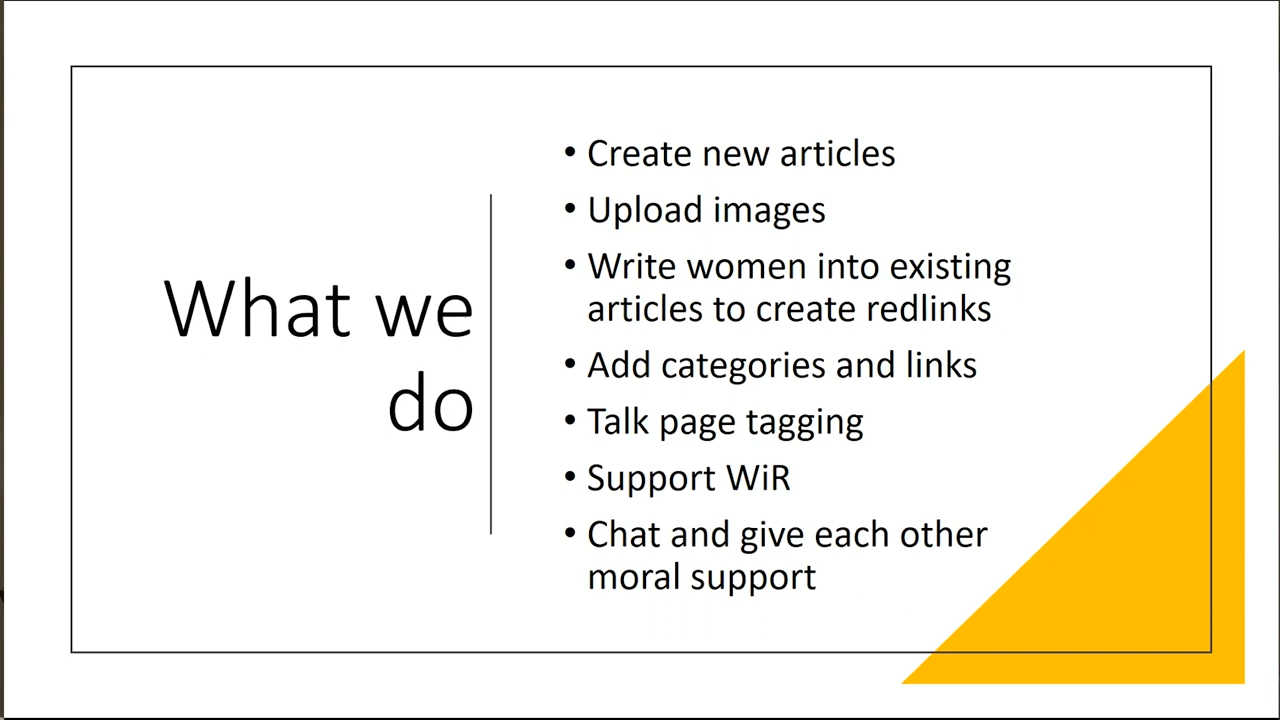 What we
do
• Create new articles
• Upload images
• Write women into existing
articles to create redlinks
• Add categories and links
• Talk page tagging
• Support WiR
• Chat and give each other
moral support